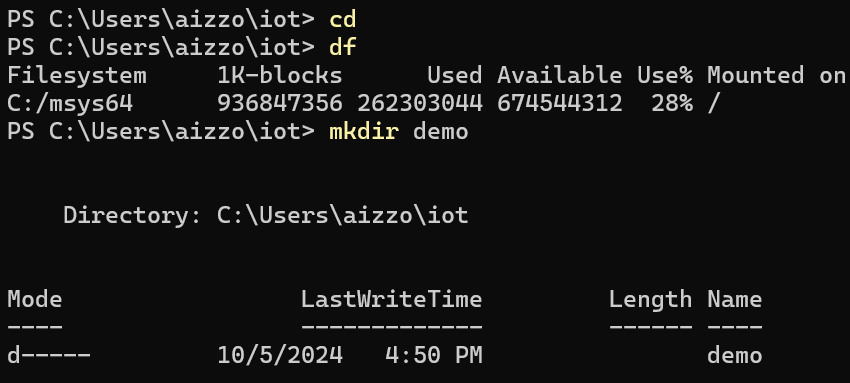 PS C:\Users\aizzo\iot> cd
PS C:\Users\aizzo\iot> df
Filesystem     1K-blocks      Used Available Use% Mounted on
C:/msys64      936847356 262303044 674544312  28% /
PS C:\Users\aizzo\iot> mkdir demo
    Directory: C:\Users\aizzo\iot
Mode                 LastWriteTime         Length Name
----                 -------------         ------ ----
d-----         10/5/2024   4:50 PM                demo